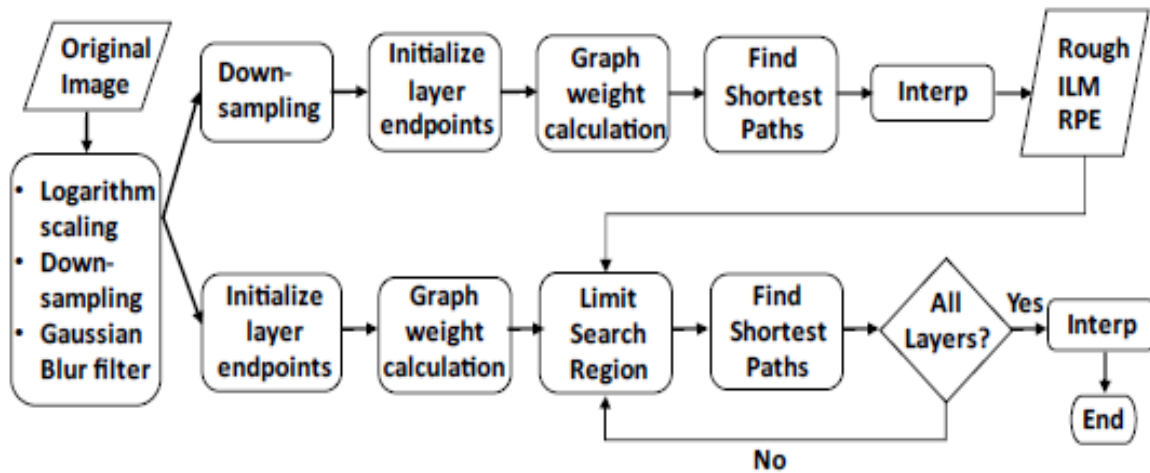 Original
Image
• Logarithm
scaling
• Down-
sampling
• Gaussian
Blur filter
Down-
sampling
Initialize
layer
endpoints
Graph
weight
calculation
Find
Shortest
Paths
Interp
Rough
ILM
RPE
Initialize
layer
endpoints
Graph
weight
calculation
Limit
Search
Region
Find
Shortest
Paths
All
Layers?
Yes
No
Interp
End